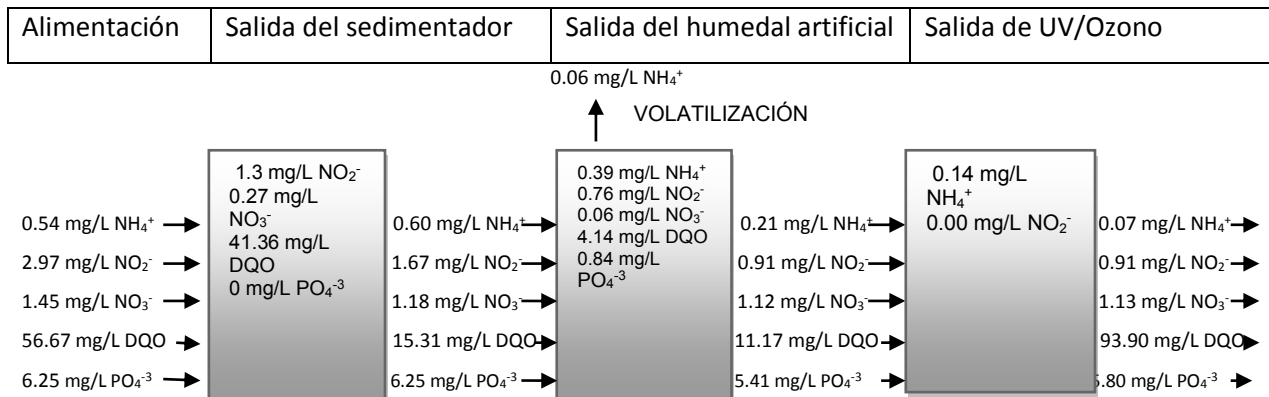 Alimentación
Salida del sedimentador
Salida del humedal artificial
Salida de UV/Ozono
0.06 mg/L NH₄⁺
VOLATILIZACIÓN
0.54 mg/L NH₄⁺
2.97 mg/L NO₂⁻
1.45 mg/L NO₃⁻
56.67 mg/L DQO
6.25 mg/L PO₄⁻³
1.3 mg/L NO₂⁻
0.27 mg/L
NO₃⁻
41.36 mg/L
DQO
0 mg/L PO₄⁻³
0.60 mg/L NH₄⁺
1.67 mg/L NO₂⁻
1.18 mg/L NO₃⁻
15.31 mg/L DQO
6.25 mg/L PO₄⁻³
0.39 mg/L NH₄⁺
0.76 mg/L NO₂⁻
0.06 mg/L NO₃⁻
4.14 mg/L DQO
0.84 mg/L
PO₄⁻³
0.21 mg/L NH₄⁺
0.91 mg/L NO₂⁻
1.12 mg/L NO₃⁻
11.17 mg/L DQO
5.41 mg/L PO₄⁻³
0.14 mg/L
NH₄⁺
0.00 mg/L NO₂⁻
0.07 mg/L NH₄⁺
0.91 mg/L NO₂⁻
1.13 mg/L NO₃⁻
93.90 mg/L DQO
.80 mg/L PO₄⁻³